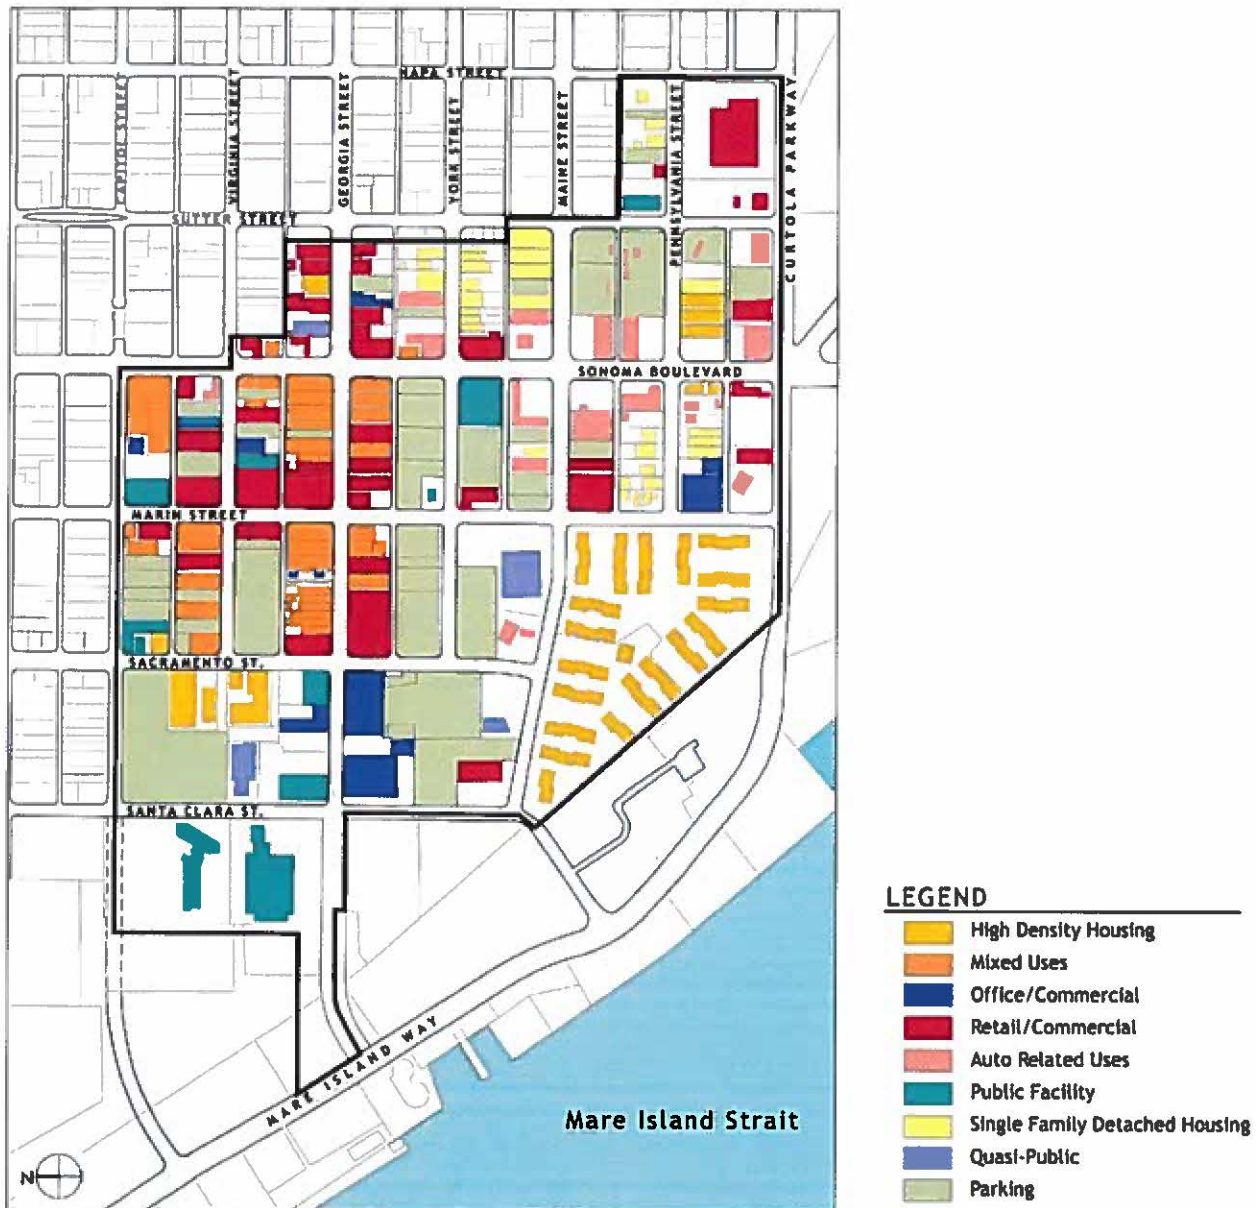 NAPA STREET
CAPITOL STREET
VIRGINIA STREET
GEORGIA STREET
YORK STREET
MAINE STREET
PENNSYLVANIA STREET
CURTOLA PARKWAY
SUTTER STREET
SONOMA BOULEVARD
MARIN STREET
SACRAMENTO ST.
SANTA CLARA ST.
MARE ISLAND WAY
Mare Island Strait
N
LEGEND
High Density Housing
Mixed Uses
Office/Commercial
Retail/Commercial
Auto Related Uses
Public Facility
Single Family Detached Housing
Quasi-Public
Parking